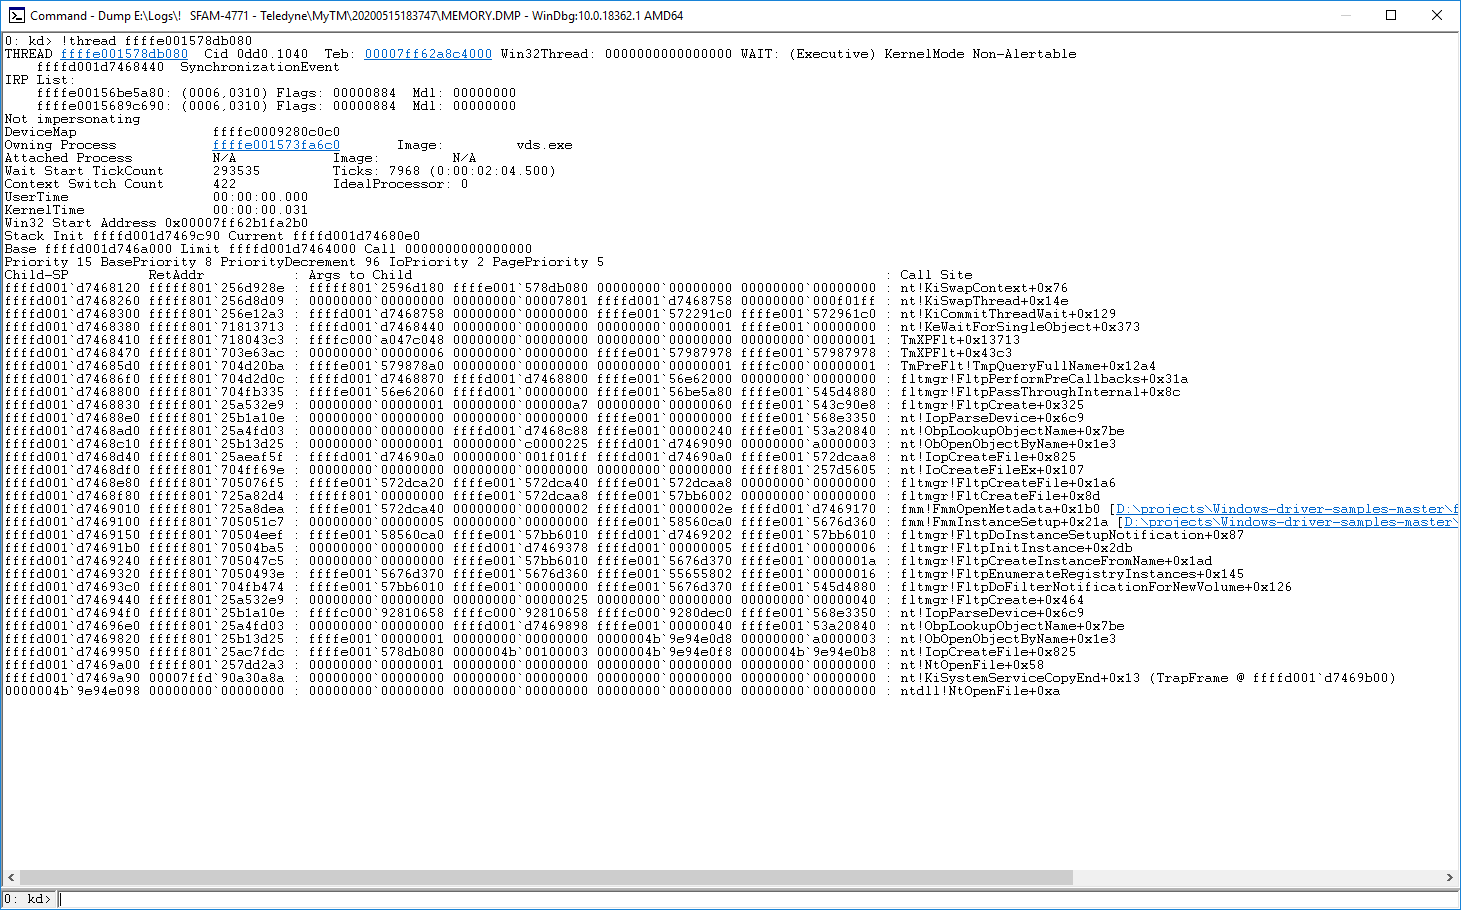 Command - Dump E:\Logs\!  SFAM-4771 - Teledyne\MyTM\20200515183747\MEMORY.DMP - WinDbg:10.0.18362.1 AMD64
0: kd> !thread ffffe001578db080
THREAD ffffe001578db080  Cid 0dd0.1040  Teb: 00007ff62a8c4000 Win32Thread: 0000000000000000 WAIT: (Executive) KernelMode Non-Alertable
    ffffd001d7468440  SynchronizationEvent
IRP List:
    ffffe00156be5a80: (0006,0310) Flags: 00000884  Mdl: 00000000
    ffffe0015689c690: (0006,0310) Flags: 00000884  Mdl: 00000000
Not impersonating
DeviceMap                 ffffc0009280c0c0
Owning Process            ffffe001573fa6c0       Image:         vds.exe
Attached Process          N/A            Image:         N/A
Wait Start TickCount      293535         Ticks: 7968 (0:00:02:04.500)
Context Switch Count      422            IdealProcessor: 0
UserTime                  00:00:00.000
KernelTime                00:00:00.031
Win32 Start Address 0x00007ff62b1fa2b0
Stack Init ffffd001d7469c90 Current ffffd001d74680e0
Base ffffd001d746a000 Limit ffffd001d7464000 Call 0000000000000000
Priority 15 BasePriority 8 PriorityDecrement 96 IoPriority 2 PagePriority 5
Child-SP          RetAddr           : Args to Child                                                           : Call Site
ffffd001`d7468120 fffff801`256d928e : fffff801`2596d180 ffffe001`578db080 00000000`00000000 00000000`00000000 : nt!KiSwapContext+0x76
ffffd001`d7468260 fffff801`256d8d09 : 00000000`00000000 00000000`00007801 ffffd001`d7468758 00000000`000f01ff : nt!KiSwapThread+0x14e
ffffd001`d7468300 fffff801`256e12a3 : ffffd001`d7468758 00000000`00000000 ffffe001`572291c0 ffffe001`572961c0 : nt!KiCommitThreadWait+0x129
ffffd001`d7468380 fffff801`71813713 : ffffd001`d7468440 00000000`00000000 00000000`00000001 ffffe001`00000000 : nt!KeWaitForSingleObject+0x373
ffffd001`d7468410 fffff801`718043c3 : ffffc000`a047c048 00000000`00000000 00000000`00000000 00000000`00000001 : TmXPFlt+0x13713
ffffd001`d7468470 fffff801`703e63ac : 00000000`00000006 00000000`00000000 ffffe001`57987978 ffffe001`57987978 : TmXPFlt+0x43c3
ffffd001`d74685d0 fffff801`704d20ba : ffffe001`579878a0 00000000`00000000 00000000`00000001 ffffc000`00000001 : TmPreFlt!TmpQueryFullName+0x12a4
ffffd001`d74686f0 fffff801`704d2d0c : ffffd001`d7468870 ffffd001`d7468800 ffffe001`56e62000 00000000`00000000 : fltmgr!FltpPerformPreCallbacks+0x31a
ffffd001`d7468800 fffff801`704fb335 : ffffe001`56e62060 ffffd001`00000000 ffffe001`56be5a80 ffffe001`545d4880 : fltmgr!FltpPassThroughInternal+0x8c
ffffd001`d7468830 fffff801`25a532e9 : 00000000`00000001 00000000`000000a7 00000000`00000060 ffffe001`543c90e8 : fltmgr!FltpCreate+0x325
ffffd001`d74688e0 fffff801`25b1a10e : 00000000`00000000 00000000`00000000 00000000`00000000 ffffe001`568e3350 : nt!IopParseDevice+0x6c9
ffffd001`d7468ad0 fffff801`25a4fd03 : 00000000`00000000 ffffd001`d7468c88 ffffe001`00000240 ffffe001`53a20840 : nt!ObpLookupObjectName+0x7be
ffffd001`d7468c10 fffff801`25b13d25 : 00000000`00000001 00000000`c0000225 ffffd001`d7469090 00000000`a0000003 : nt!ObOpenObjectByName+0x1e3
ffffd001`d7468d40 fffff801`25aeaf5f : ffffd001`d74690a0 00000000`001f01ff ffffd001`d74690a0 ffffe001`572dcaa8 : nt!IopCreateFile+0x825
ffffd001`d7468df0 fffff801`704ff69e : 00000000`00000000 00000000`00000000 00000000`00000000 fffff801`257d5605 : nt!IoCreateFileEx+0x107
ffffd001`d7468e80 fffff801`705076f5 : ffffe001`572dca20 ffffe001`572dca40 ffffe001`572dcaa8 00000000`00000000 : fltmgr!FltpCreateFile+0x1a6
ffffd001`d7468f80 fffff801`725a82d4 : fffff801`00000000 ffffe001`572dcaa8 ffffe001`57bb6002 00000000`00000000 : fltmgr!FltCreateFile+0x8d
ffffd001`d7469010 fffff801`725a8dea : ffffe001`572dca40 00000000`00000002 ffffd001`0000002e ffffd001`d7469170 : fmm!FmmOpenMetadata+0x1b0 [D:\projects\Windows-driver-samples-master\f
ffffd001`d7469100 fffff801`705051c7 : 00000000`00000005 00000000`00000000 ffffe001`58560ca0 ffffe001`5676d360 : fmm!FmmInstanceSetup+0x21a [D:\projects\Windows-driver-samples-master\
ffffd001`d7469150 fffff801`70504eef : ffffe001`58560ca0 ffffe001`57bb6010 ffffd001`d7469202 ffffe001`57bb6010 : fltmgr!FltpDoInstanceSetupNotification+0x87
ffffd001`d74691b0 fffff801`70504ba5 : 00000000`00000000 ffffd001`d7469378 ffffd001`00000005 ffffd001`00000006 : fltmgr!FltpInitInstance+0x2db
ffffd001`d7469240 fffff801`707047c5 : 00000000`00000000 ffffe001`57bb6010 ffffe001`5676d370 00000000`0000001a : fltmgr!FltpCreateInstanceFromName+0x1ad
ffffd001`d7469320 fffff801`7050493e : ffffe001`5676d370 ffffe001`5676d360 ffffe001`55655802 ffffe001`00000016 : fltmgr!FltpEnumerateRegistryInstances+0x145
ffffd001`d74693c0 fffff801`704fb474 : ffffe001`57bb6010 ffffe001`00000000 ffffe001`5676d370 ffffe001`545d4880 : fltmgr!FltpDoFilterNotificationForNewVolume+0x126
ffffd001`d7469440 fffff801`25a532e9 : 00000000`00000000 00000000`00000025 00000000`00000000 00000000`00000040 : fltmgr!FltpCreate+0x464
ffffd001`d74694f0 fffff801`25b1a10e : ffffc000`92810658 ffffc000`92810658 ffffc000`9280dec0 ffffe001`568e3350 : nt!IopParseDevice+0x6c9
ffffd001`d74696e0 fffff801`25a4fd03 : 00000000`00000000 ffffd001`d7469898 ffffe001`00000040 ffffe001`53a20840 : nt!ObpLookupObjectName+0x7be
ffffd001`d7469820 fffff801`25b13d25 : ffffe001`00000001 00000000`00000000 0000004b`9e94e0d8 00000000`a0000003 : nt!ObOpenObjectByName+0x1e3
ffffd001`d7469950 fffff801`25ac7fdc : ffffe001`578db080 0000004b`00100003 0000004b`9e94e0f8 0000004b`9e94e0b8 : nt!IopCreateFile+0x825
ffffd001`d7469a00 fffff801`257dd2a3 : 00000000`00000001 00000000`00000000 00000000`00000000 00000000`00000000 : nt!NtOpenFile+0x58
ffffd001`d7469a90 00007ffd`90a30a8a : 00000000`00000000 00000000`00000000 00000000`00000000 00000000`00000000 : nt!KiSystemServiceCopyEnd+0x13 (TrapFrame @ ffffd001`d7469b00)
0000004b`9e94e098 00000000`00000000 : 00000000`00000000 00000000`00000000 00000000`00000000 00000000`00000000 : ntdll!NtOpenFile+0xa
0: kd>